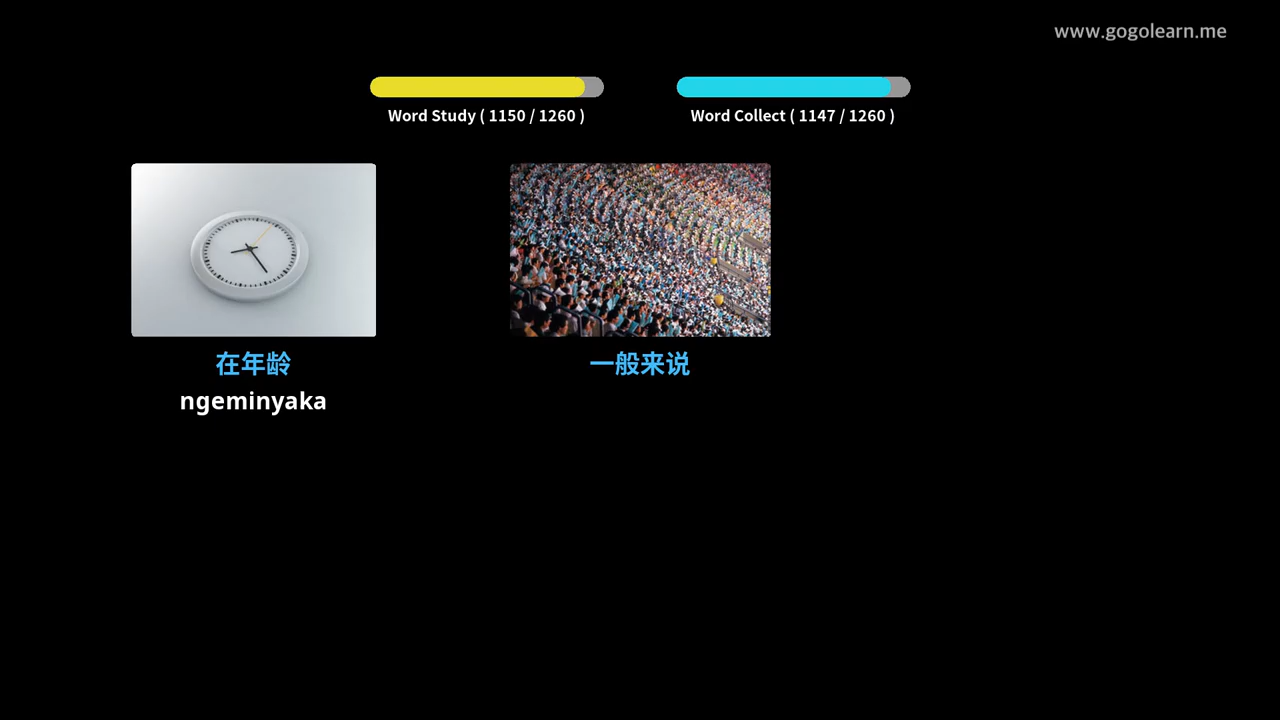 www.gogolearn.me
Word Study ( 1150 / 1260 )
Word Collect ( 1147 / 1260 )
在年龄
ngeminyaka
一般来说